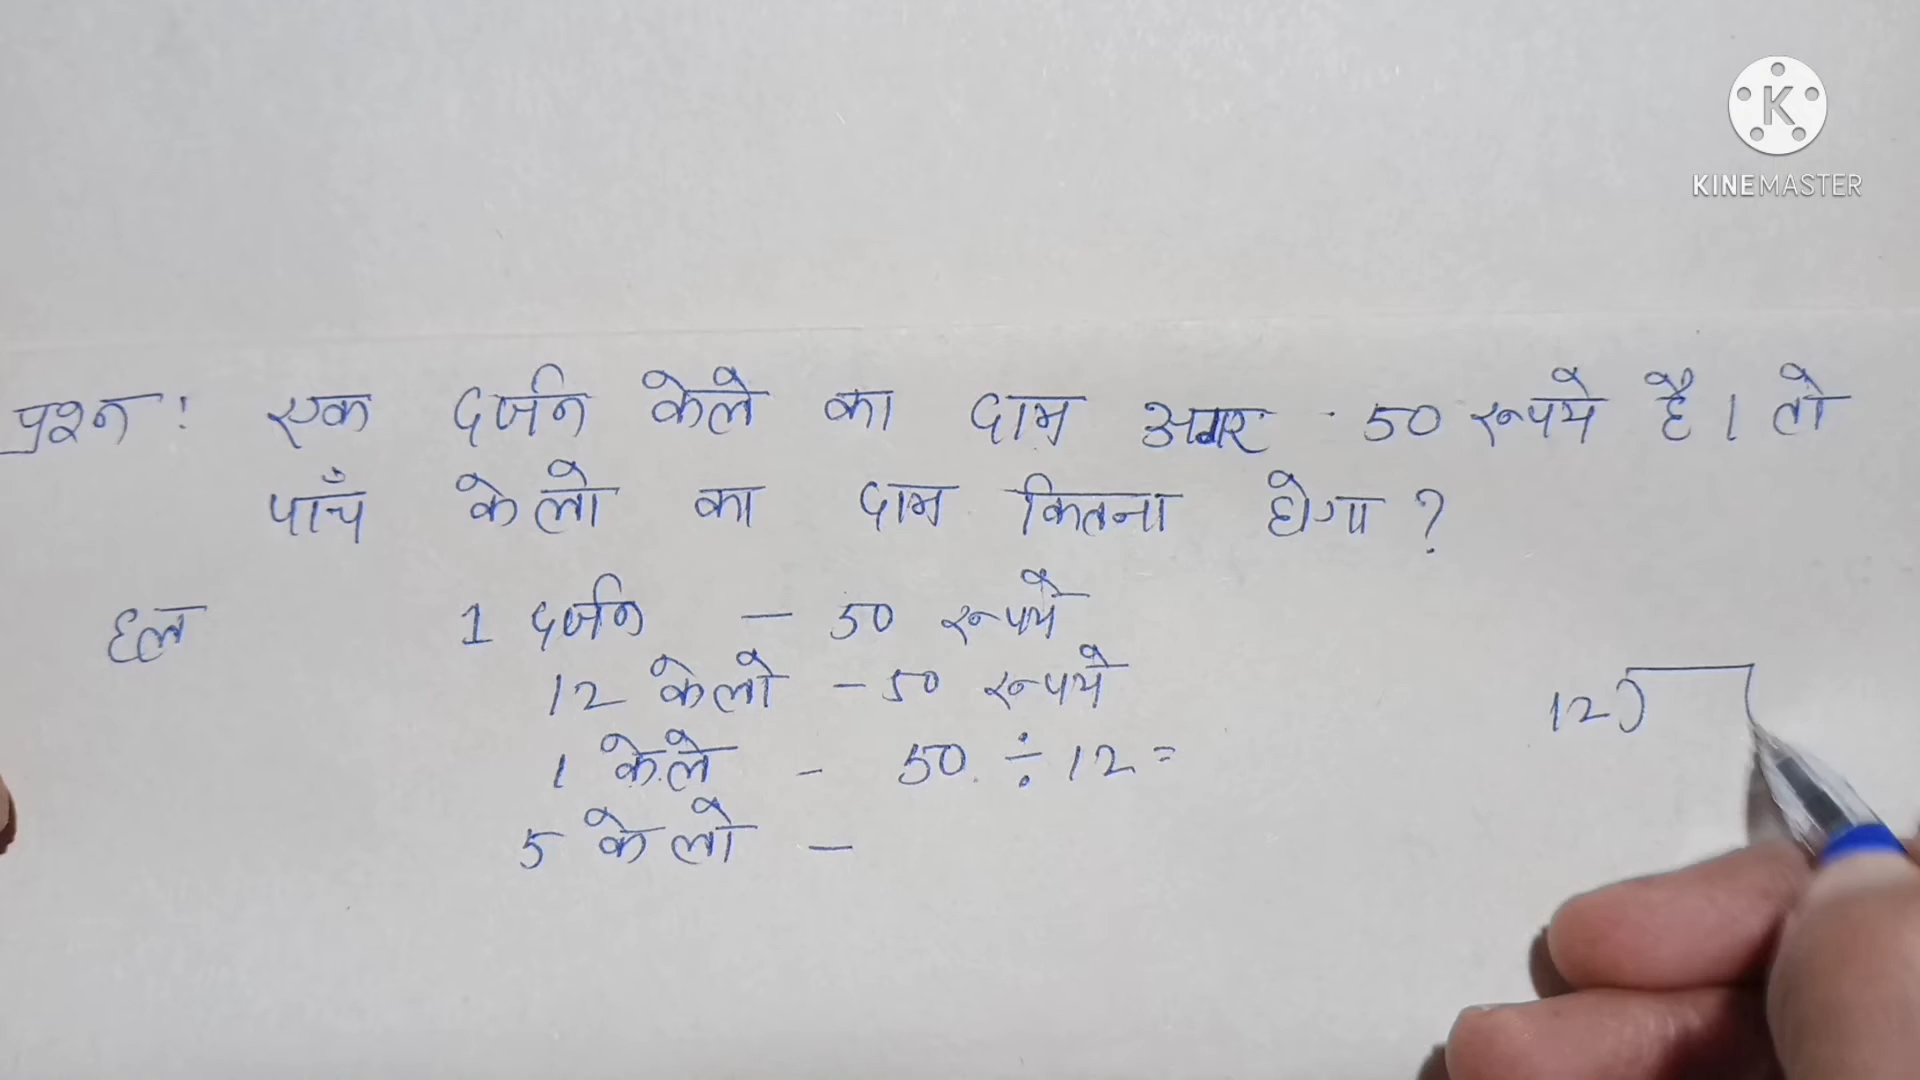 K
KINEMASTER
प्रश्न: एक दर्जन केले का दाम अगर 50 रूपये है। तो
पाँच केलो का दाम कितना होगा ?
हल
1 दर्जन — 50 रूपये
12 केलो — 50 रूपये
12
1 केले - 50 ÷ 12 =
5 केलो —